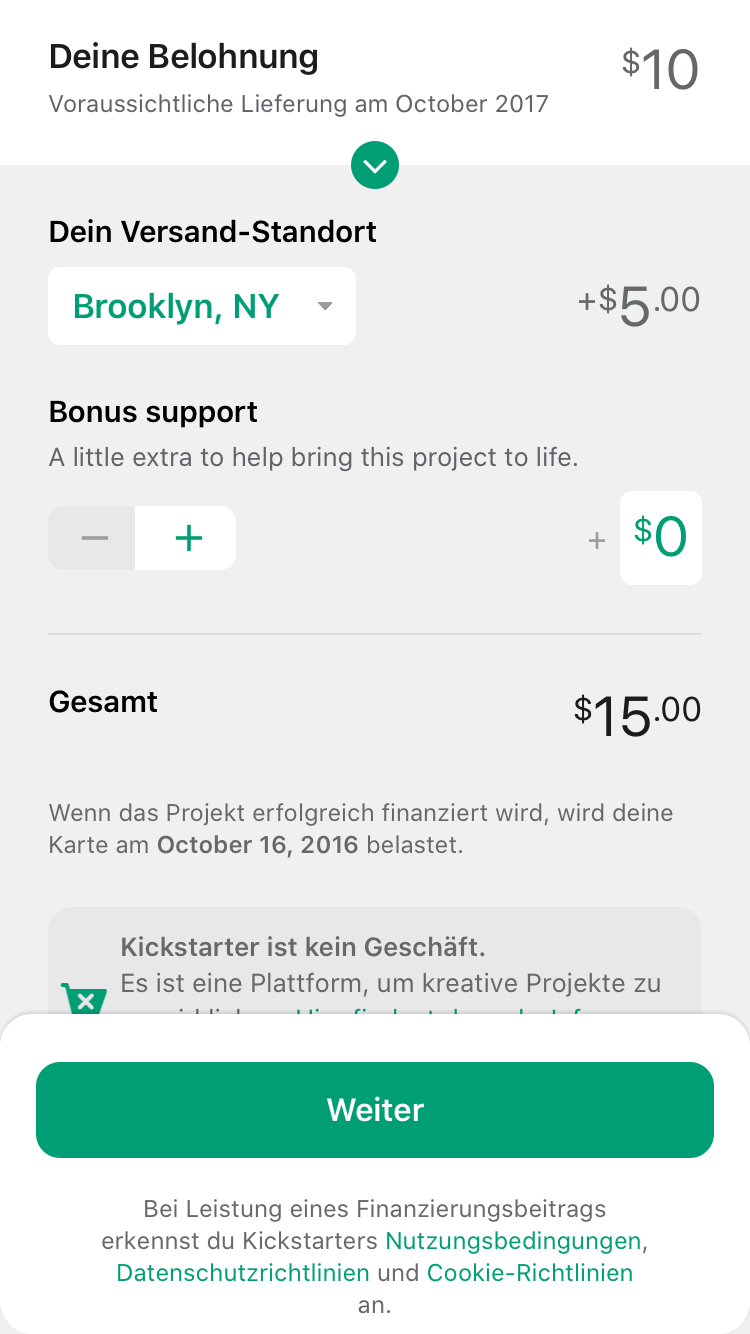 Deine Belohnung
$10
Voraussichtliche Lieferung am October 2017
Dein Versand-Standort
Brooklyn, NY
+$5.00
Bonus support
A little extra to help bring this project to life.
+ $0
Gesamt
$15.00
Wenn das Projekt erfolgreich finanziert wird, wird deine
Karte am October 16, 2016 belastet.
Kickstarter ist kein Geschäft.
Es ist eine Plattform, um kreative Projekte zu
Weiter
Bei Leistung eines Finanzierungsbeitrags
erkennst du Kickstarters Nutzungsbedingungen,
Datenschutzrichtlinien und Cookie-Richtlinien
an.